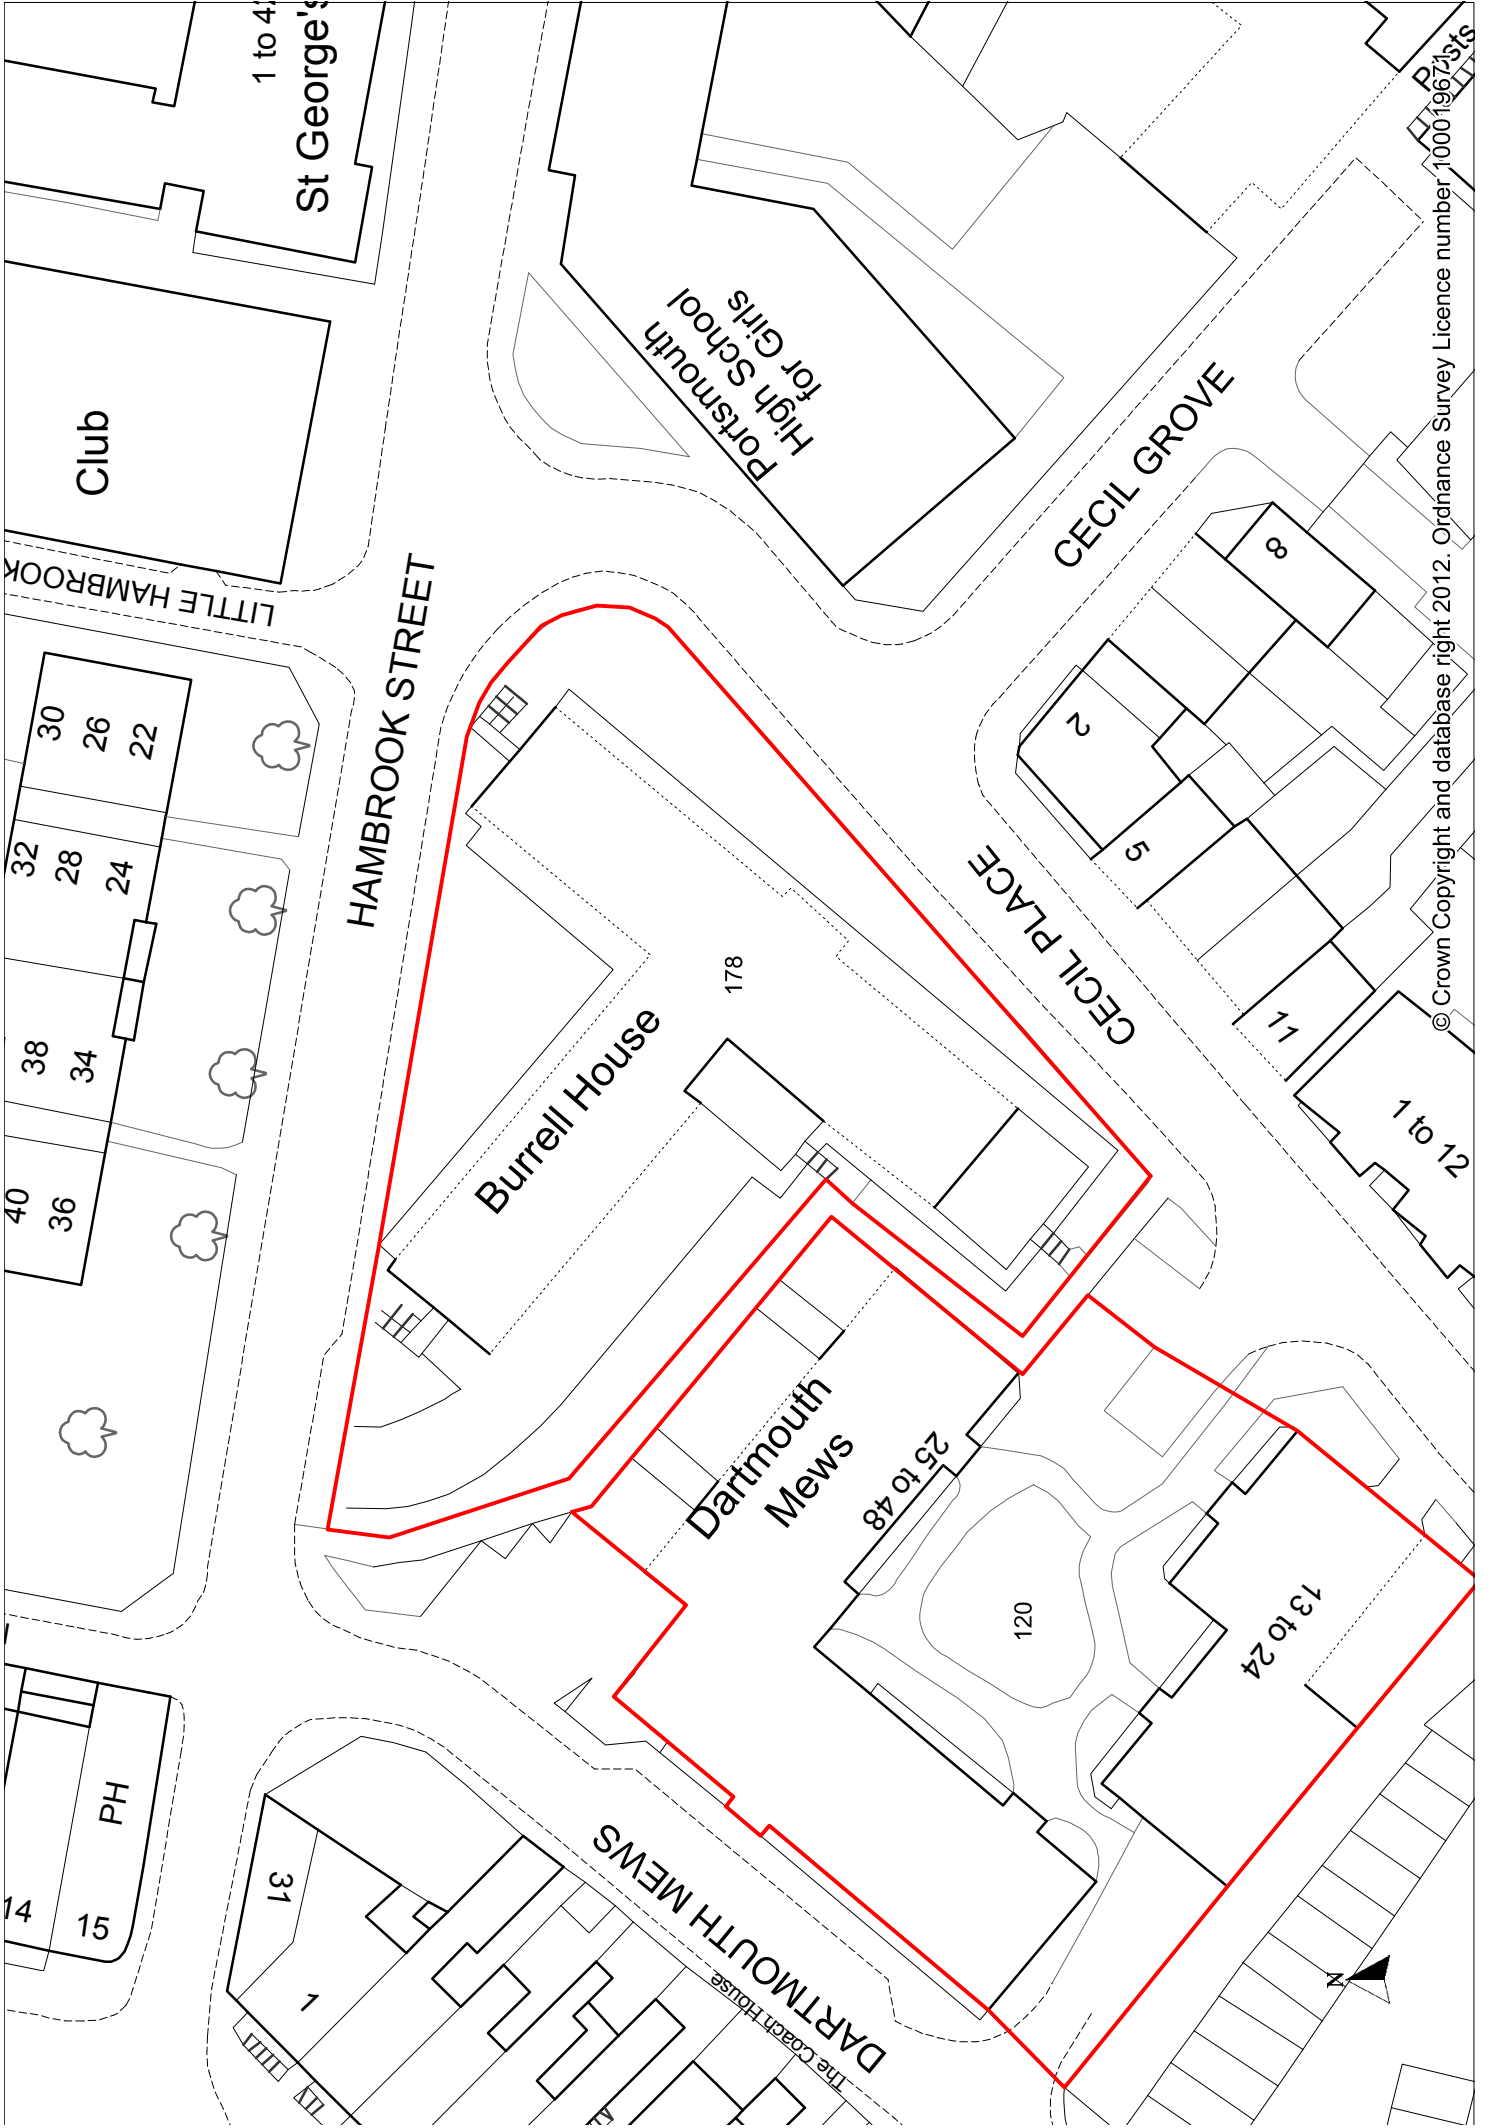 1 to 42
St George's
Club
LITTLE HAMBROOK
HAMBROOK STREET
Portsmouth
High School
for Girls
CECIL GROVE
Posts
30
26
22
32
28
24
38
34
40
36
8
2
5
11
1 to 12
CECIL PLACE
178
Burrell House
Dartmouth
Mews
25 to 48
120
13 to 24
DARTMOUTH MEWS
The Coach House
PH
14
15
31
1
N
© Crown Copyright and database right 2012. Ordnance Survey Licence number 100019671.